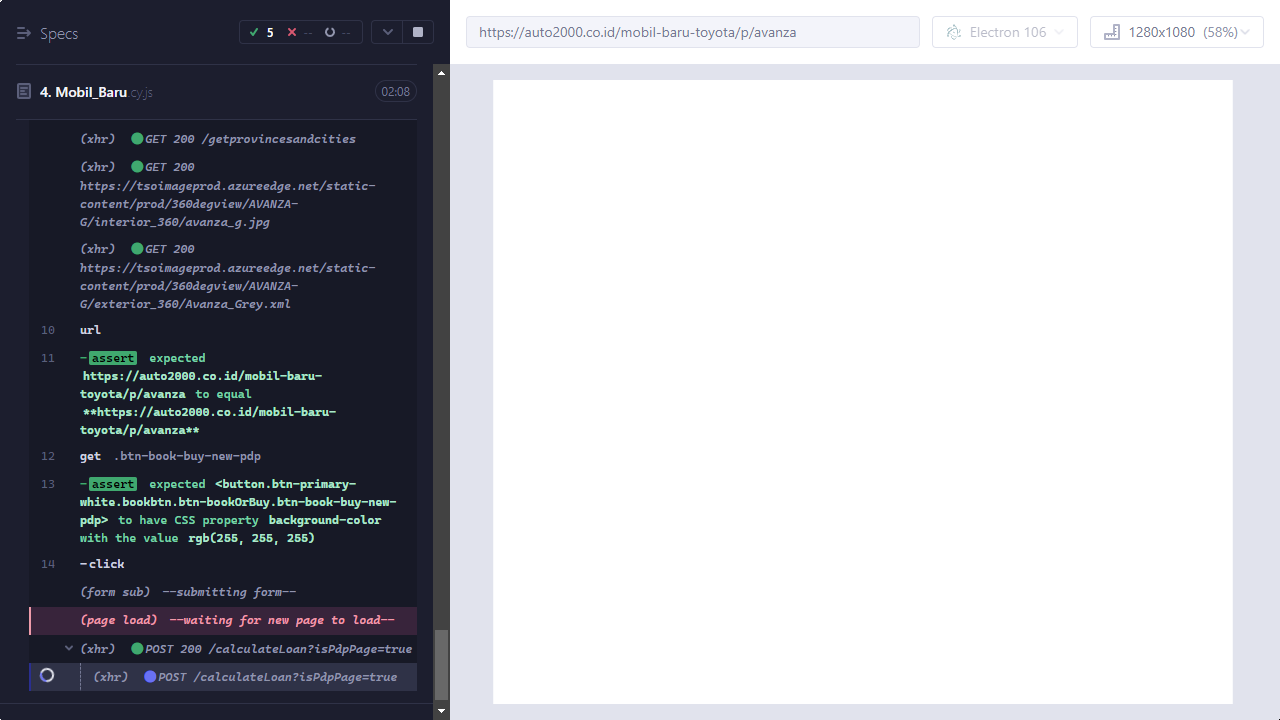 Specs
5
--
--
https://auto2000.co.id/mobil-baru-toyota/p/avanza
Electron 106
1280x1080 (58%)
4. Mobil_Baru.cy.js
02:08
(xhr) GET 200 /getprovincesandcities
(xhr) GET 200
https://tsoimageprod.azureedge.net/static-
content/prod/360degview/AVANZA-
G/interior_360/avanza_g.jpg
(xhr) GET 200
https://tsoimageprod.azureedge.net/static-
content/prod/360degview/AVANZA-
G/exterior_360/Avanza_Grey.xml
10 url
11 -assert expected
https://auto2000.co.id/mobil-baru-
toyota/p/avanza to equal
**https://auto2000.co.id/mobil-baru-
toyota/p/avanza**
12 get .btn-book-buy-new-pdp
13 -assert expected <button.btn-primary-
white.bookbtn.btn-bookOrBuy.btn-book-buy-new-
pdp> to have CSS property background-color
with the value rgb(255, 255, 255)
14 -click
(form sub) --submitting form--
(page load) --waiting for new page to load--
(xhr) POST 200 /calculateLoan?isPdpPage=true
(xhr) POST /calculateLoan?isPdpPage=true